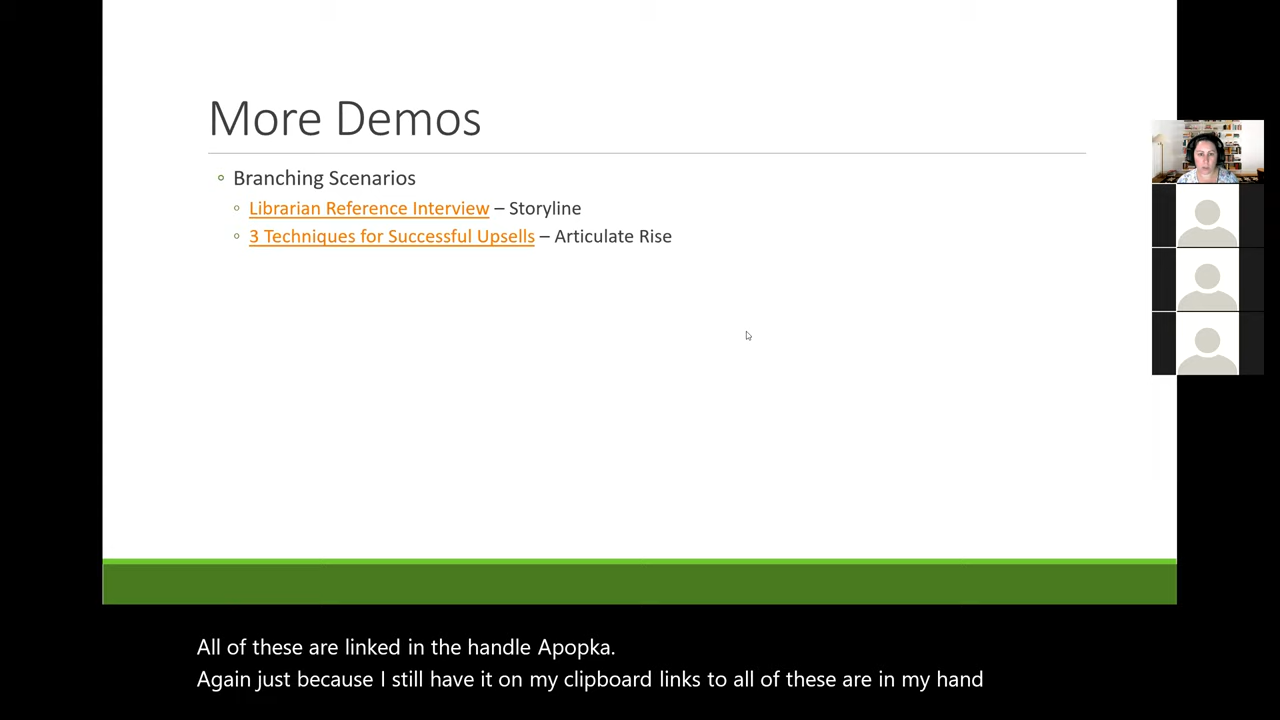 More Demos
Branching Scenarios
Librarian Reference Interview – Storyline
3 Techniques for Successful Upsells – Articulate Rise
All of these are linked in the handle Apopka.
Again just because I still have it on my clipboard links to all of these are in my hand